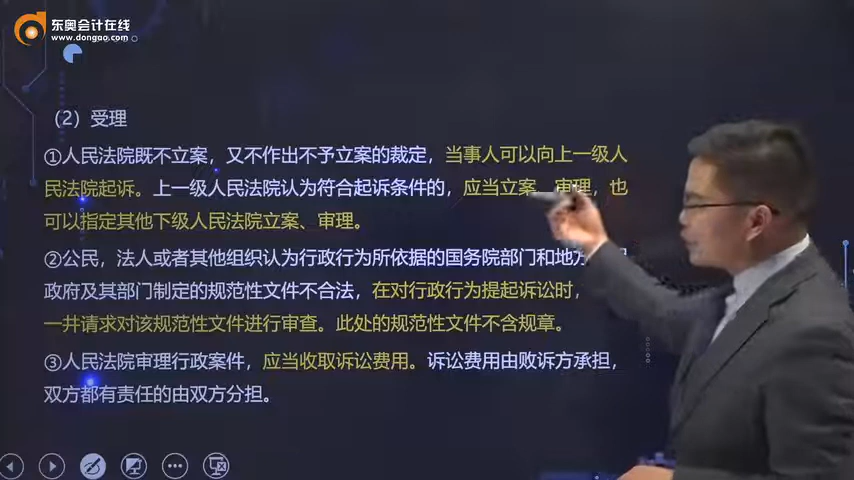 东奥会计在线
www.dongao.com
（2）受理
①人民法院既不立案，又不作出不予立案的裁定，当事人可以向上一级人
民法院起诉。上一级人民法院认为符合起诉条件的，应当立案、审理，也
可以指定其他下级人民法院立案、审理。
②公民，法人或者其他组织认为行政行为所依据的国务院部门和地方
政府及其部门制定的规范性文件不合法，在对行政行为提起诉讼时，
一并请求对该规范性文件进行审查。此处的规范性文件不含规章。
③人民法院审理行政案件，应当收取诉讼费用。诉讼费用由败诉方承担，
双方都有责任的由双方分担。